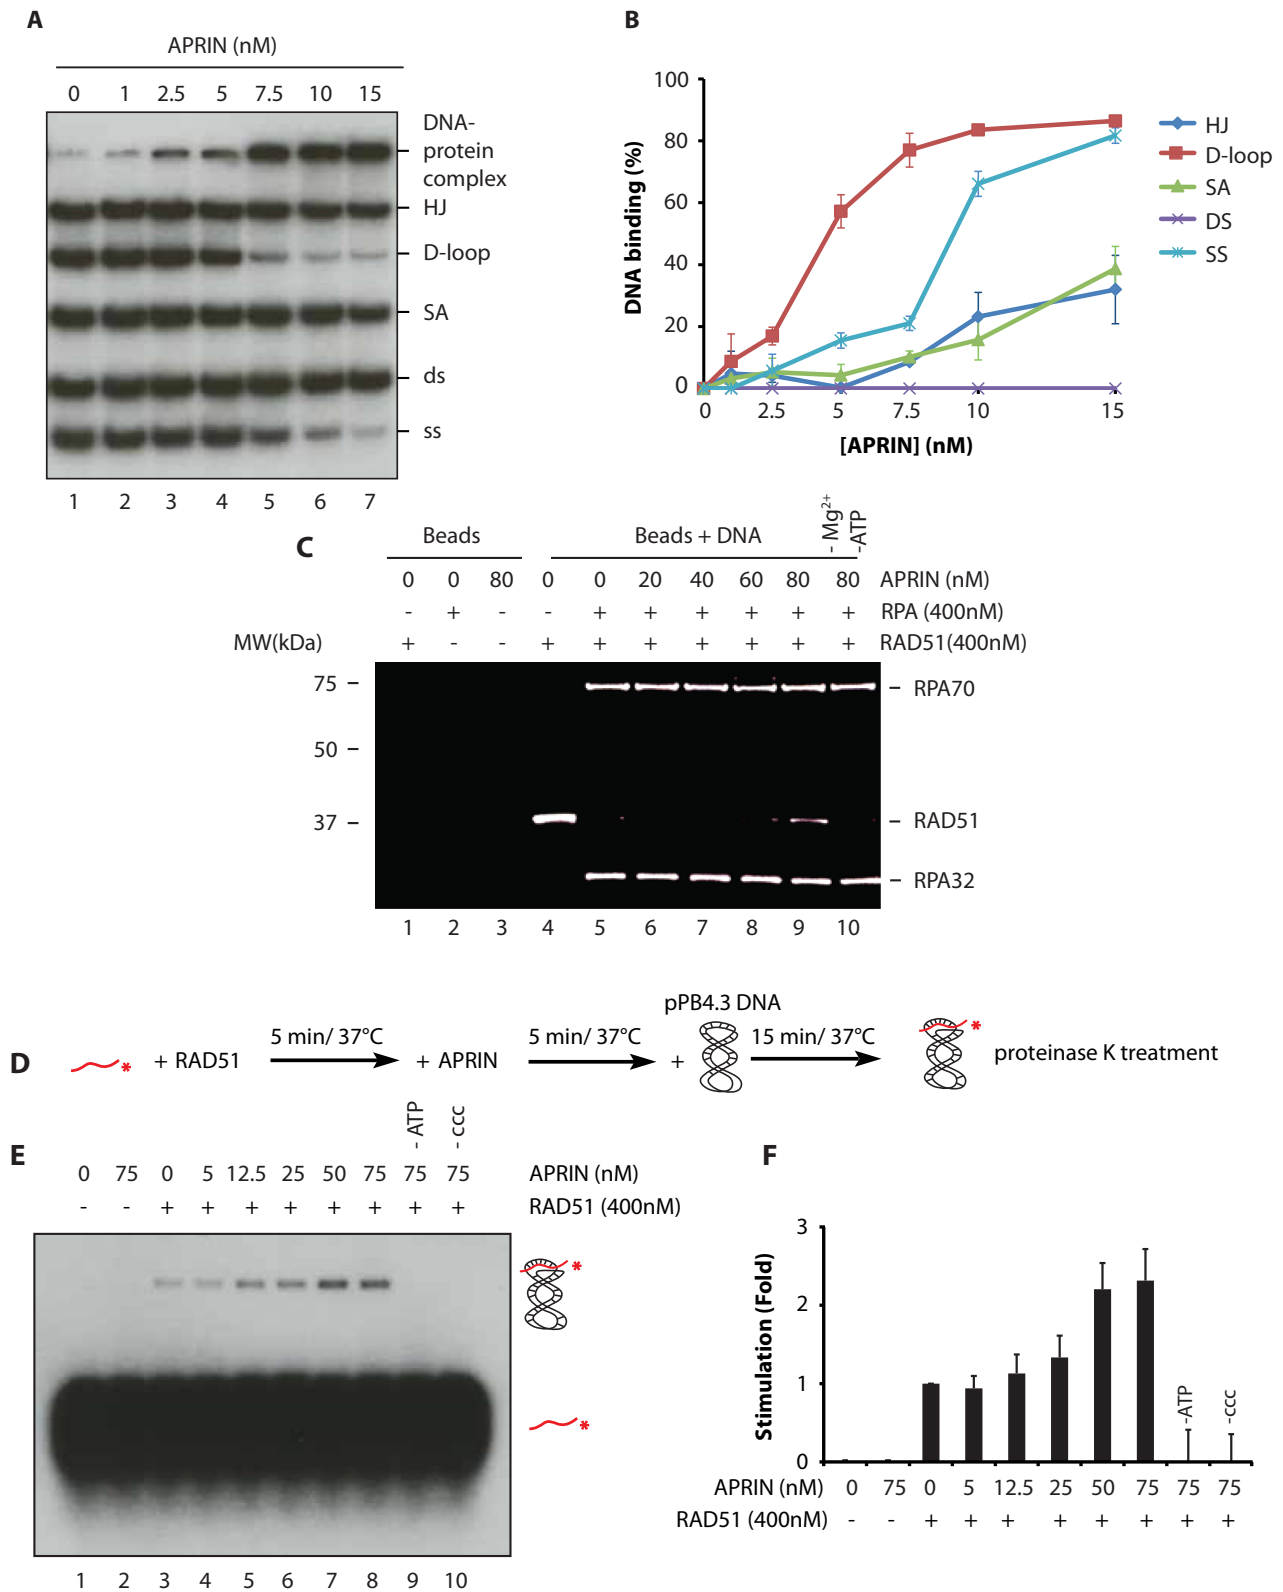 A
APRIN (nM)
0 1 2.5 5 7.5 10 15
DNA-
protein
complex
HJ
D-loop
SA
ds
ss
1 2 3 4 5 6 7
B
100
80
60
40
20
0
DNA binding (%)
0 2.5 5 7.5 10 15
[APRIN] (nM)
HJ
D-loop
SA
DS
SS
C
Beads
Beads + DNA
- Mg²⁺
-ATP
0 0 80 0 0 20 40 60 80 80 APRIN (nM)
- + - - + + + + + + RPA (400nM)
MW(kDa) + - - + + + + + + + RAD51(400nM)
75 –
50 –
37 –
– RPA70
– RAD51
– RPA32
1 2 3 4 5 6 7 8 9 10
D
* + RAD51
5 min/ 37°C
+ APRIN
5 min/ 37°C
+
pPB4.3 DNA
15 min/ 37°C
*
proteinase K treatment
E
- ATP
- ccc
0 75 0 5 12.5 25 50 75 75 75 APRIN (nM)
- - + + + + + + + + RAD51 (400nM)
*
*
1 2 3 4 5 6 7 8 9 10
F
3
2
1
0
Stimulation (Fold)
-ATP
-ccc
APRIN (nM) 0 75 0 5 12.5 25 50 75 75 75
RAD51 (400nM) - - + + + + + + + +